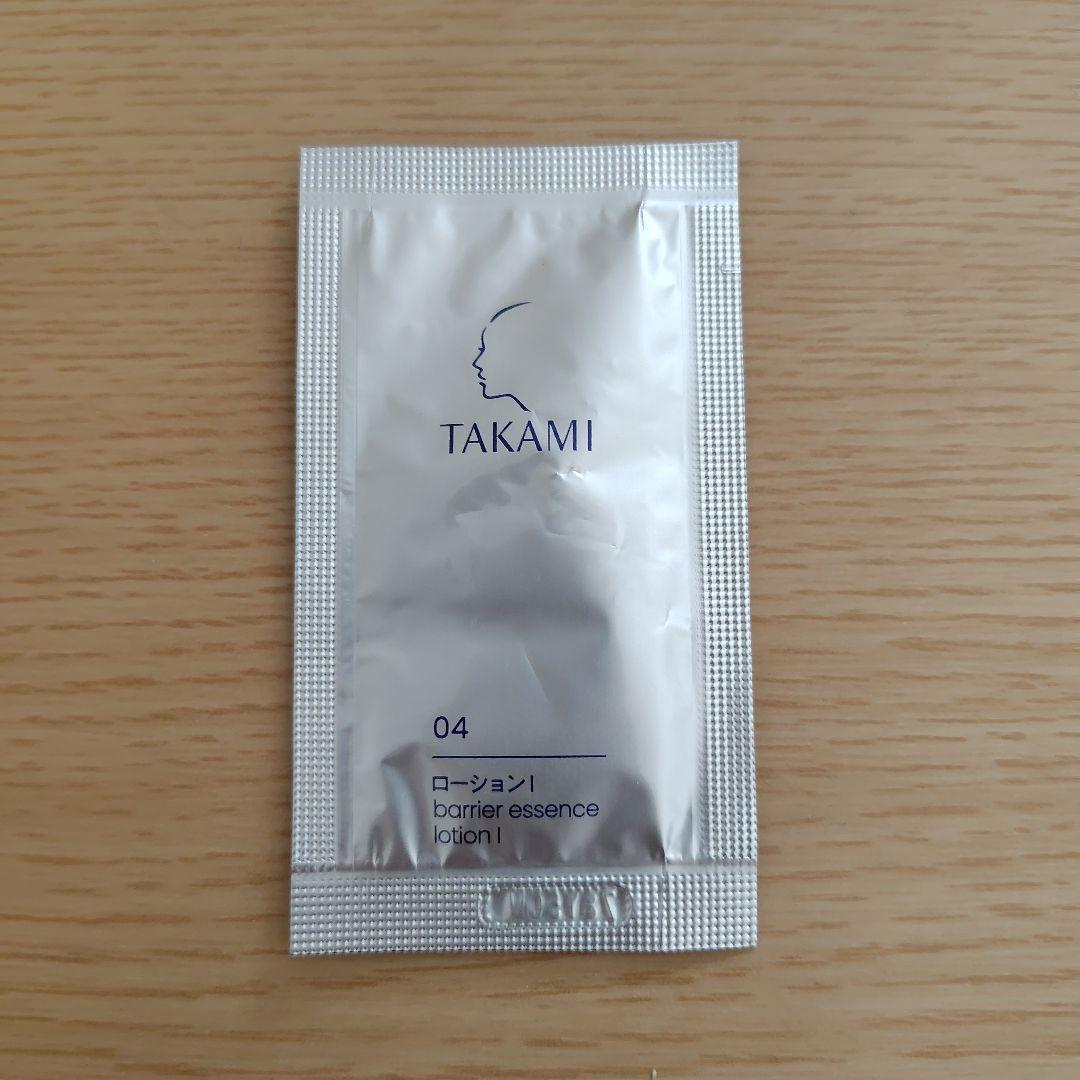 TAKAMI
04
ローションI
barrier essence
lotion I